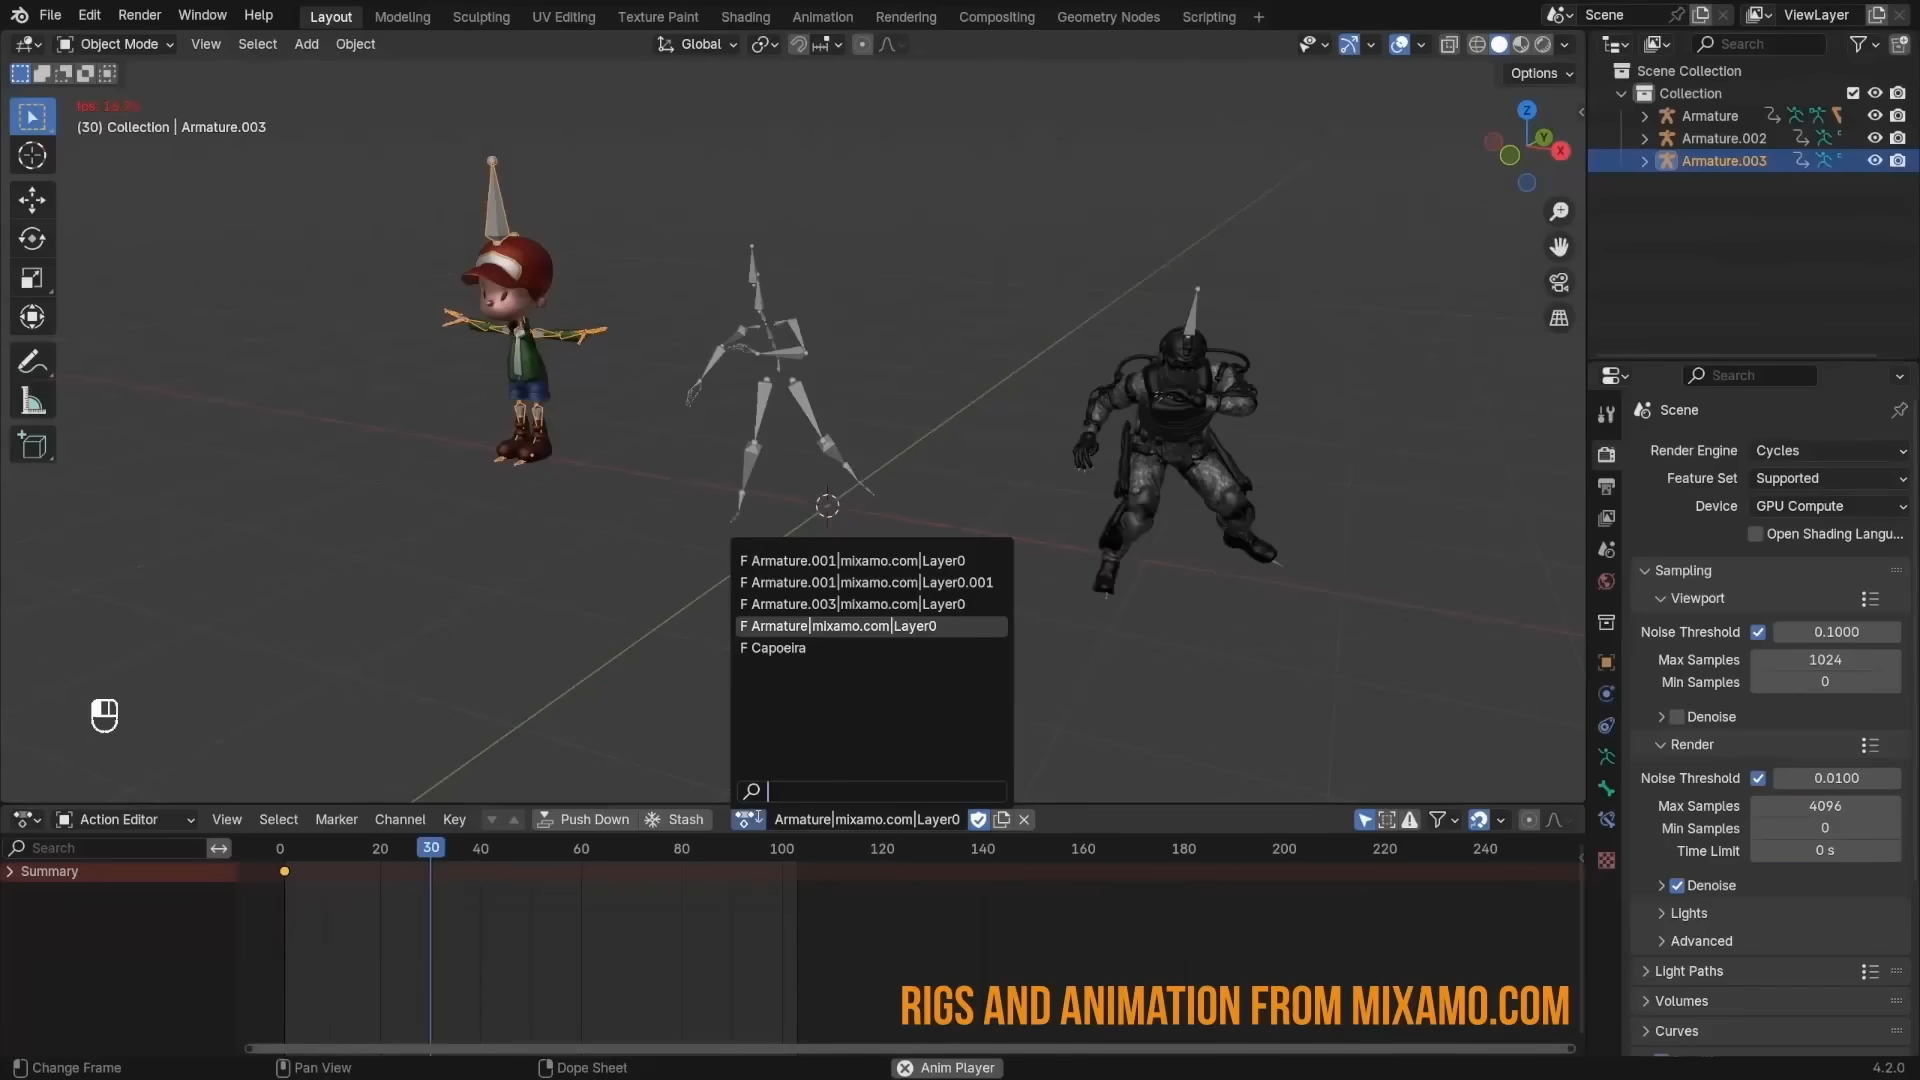 File Edit Render Window Help Layout Modeling Sculpting UV Editing Texture Paint Shading Animation Rendering Compositing Geometry Nodes Scripting + Scene ViewLayer
Object Mode View Select Add Object Global Search
Options
Scene Collection
Collection
Armature
Armature.002
Armature.003
(30) Collection | Armature.003
Z
Y
X
Search
Scene
Render Engine Cycles
Feature Set Supported
Device GPU Compute
Open Shading Langu...
Sampling
Viewport
Noise Threshold 0.1000
Max Samples 1024
Min Samples 0
Denoise
Render
Noise Threshold 0.0100
Max Samples 4096
Min Samples 0
Time Limit 0 s
Denoise
Lights
Advanced
Light Paths
Volumes
Curves
F Armature.001|mixamo.com|Layer0
F Armature.001|mixamo.com|Layer0.001
F Armature.003|mixamo.com|Layer0
F Armature|mixamo.com|Layer0
F Capoeira
Action Editor View Select Marker Channel Key Push Down Stash Armature|mixamo.com|Layer0
Search 0 20 30 40 60 80 100 120 140 160 180 200 220 240
Summary
RIGS AND ANIMATION FROM MIXAMO.COM
Change Frame Pan View Dope Sheet Anim Player 4.2.0